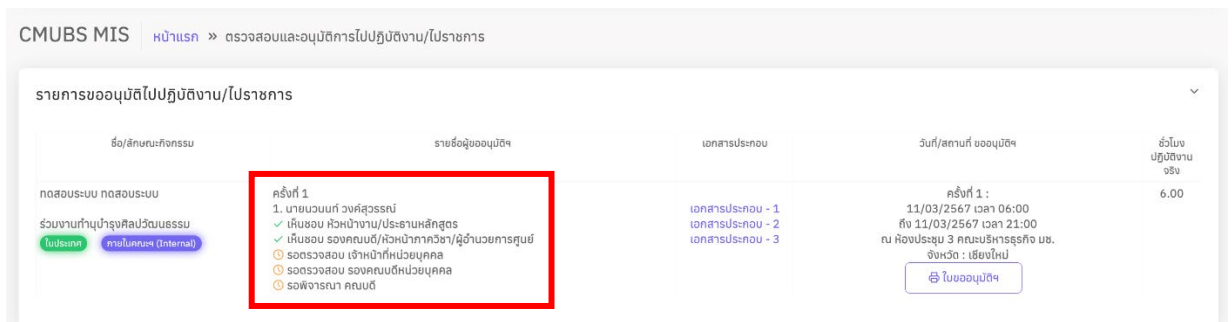 CMUBS MIS หน้าแรก » ตรวจสอบและอนุมัติการไปปฏิบัติงาน/ไปราชการ
รายการขออนุมัติไปปฏิบัติงาน/ไปราชการ
ชื่อ/ลักษณะกิจกรรม
รายชื่อผู้ขออนุมัติฯ
เอกสารประกอบ
วันที่/สถานที่ ขออนุมัติฯ
ชั่วโมง
ปฏิบัติงาน
จริง
ทดสอบระบบ ทดสอบระบบ
ร่วมงานทำนุบำรุงศิลปวัฒนธรรม
ในประเทศ ภายในคณะฯ (Internal)
ครั้งที่ 1
1. นายนวนนท์ วงค์สุวรรณ์
เห็นชอบ หัวหน้างาน/ประธานหลักสูตร
เห็นชอบ รองคณบดี/หัวหน้าภาควิชา/ผู้อำนวยการศูนย์
รอตรวจสอบ เจ้าหน้าที่หน่วยบุคคล
รอตรวจสอบ รองคณบดีหน่วยบุคคล
รอพิจารณา คณบดี
เอกสารประกอบ - 1
เอกสารประกอบ - 2
เอกสารประกอบ - 3
ครั้งที่ 1 :
11/03/2567 เวลา 06:00
ถึง 11/03/2567 เวลา 21:00
ณ ห้องประชุม 3 คณะบริหารธุรกิจ มช.
จังหวัด : เชียงใหม่
ใบขออนุมัติฯ
6.00